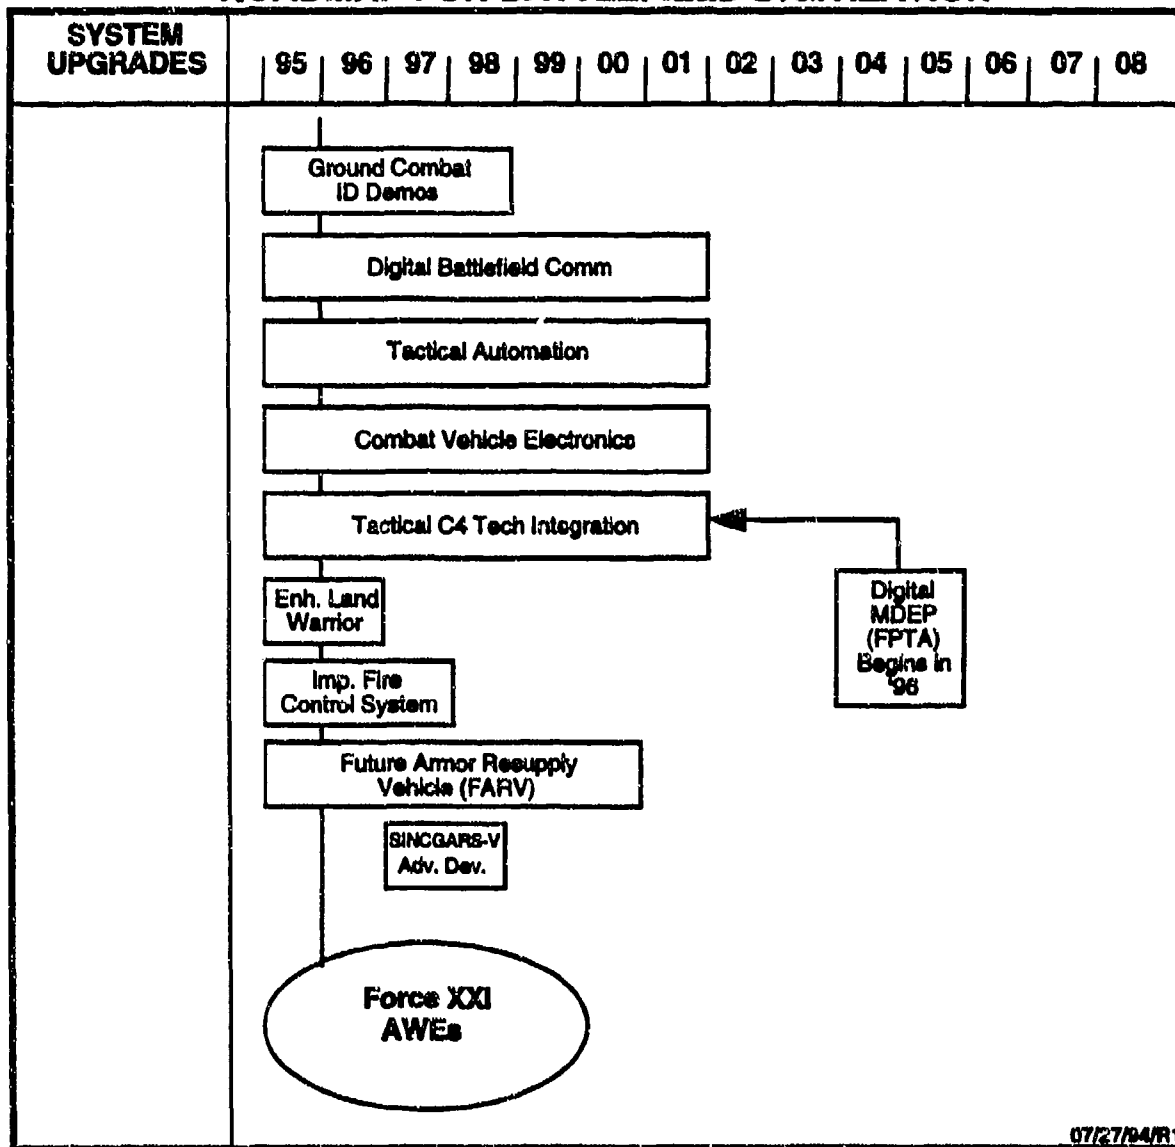 SYSTEM
UPGRADES
95 96 97 98 99 00 01 02 03 04 05 06 07 08
Ground Combat
ID Demos
Digital Battlefield Comm
Tactical Automation
Combat Vehicle Electronics
Tactical C4 Tech Integration
Enh. Land
Warrior
Digital
MDEP
(FPTA)
Begins in
'96
Imp. Fire
Control System
Future Armor Resupply
Vehicle (FARV)
SINCGARS-V
Adv. Dev.
Force XXI
AWEs
07/27/94/R